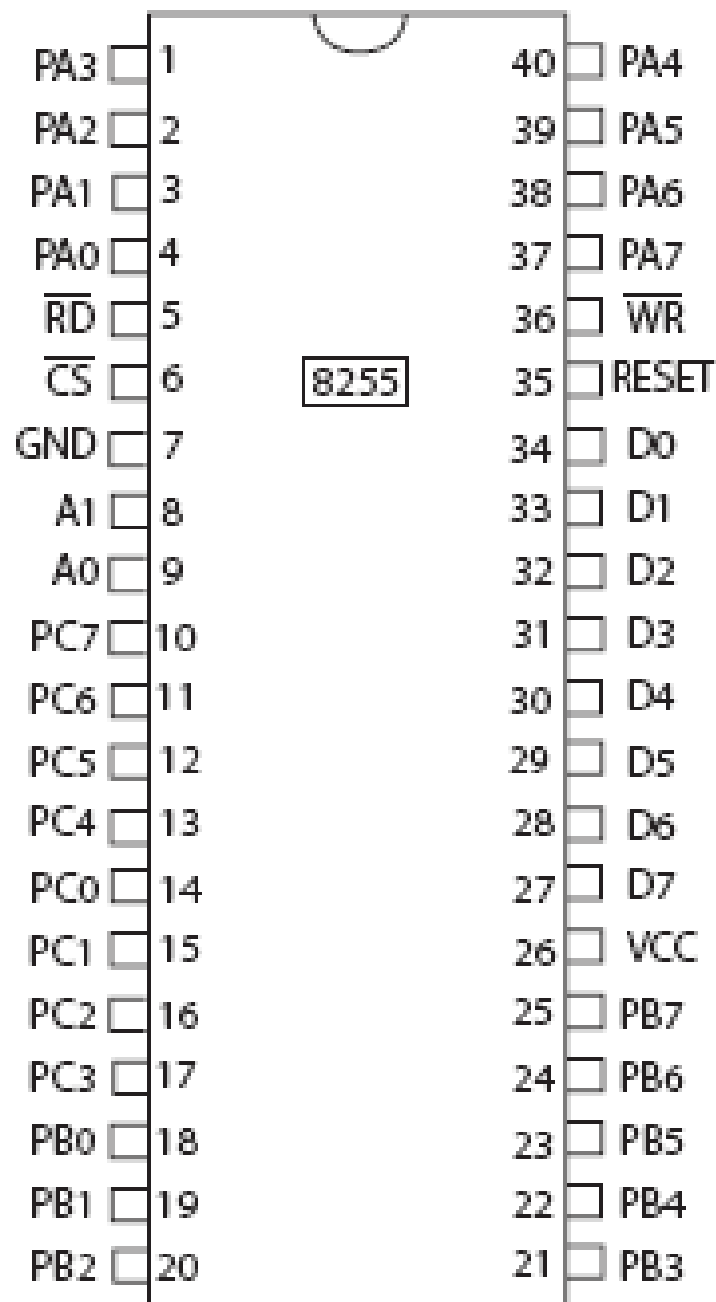 PA3 1 40 PA4
PA2 2 39 PA5
PA1 3 38 PA6
PA0 4 37 PA7
R̅D̅ 5 36 W̅R̅
C̅S̅ 6 8255 35 RESET
GND 7 34 D0
A1 8 33 D1
A0 9 32 D2
PC7 10 31 D3
PC6 11 30 D4
PC5 12 29 D5
PC4 13 28 D6
PC0 14 27 D7
PC1 15 26 VCC
PC2 16 25 PB7
PC3 17 24 PB6
PB0 18 23 PB5
PB1 19 22 PB4
PB2 20 21 PB3